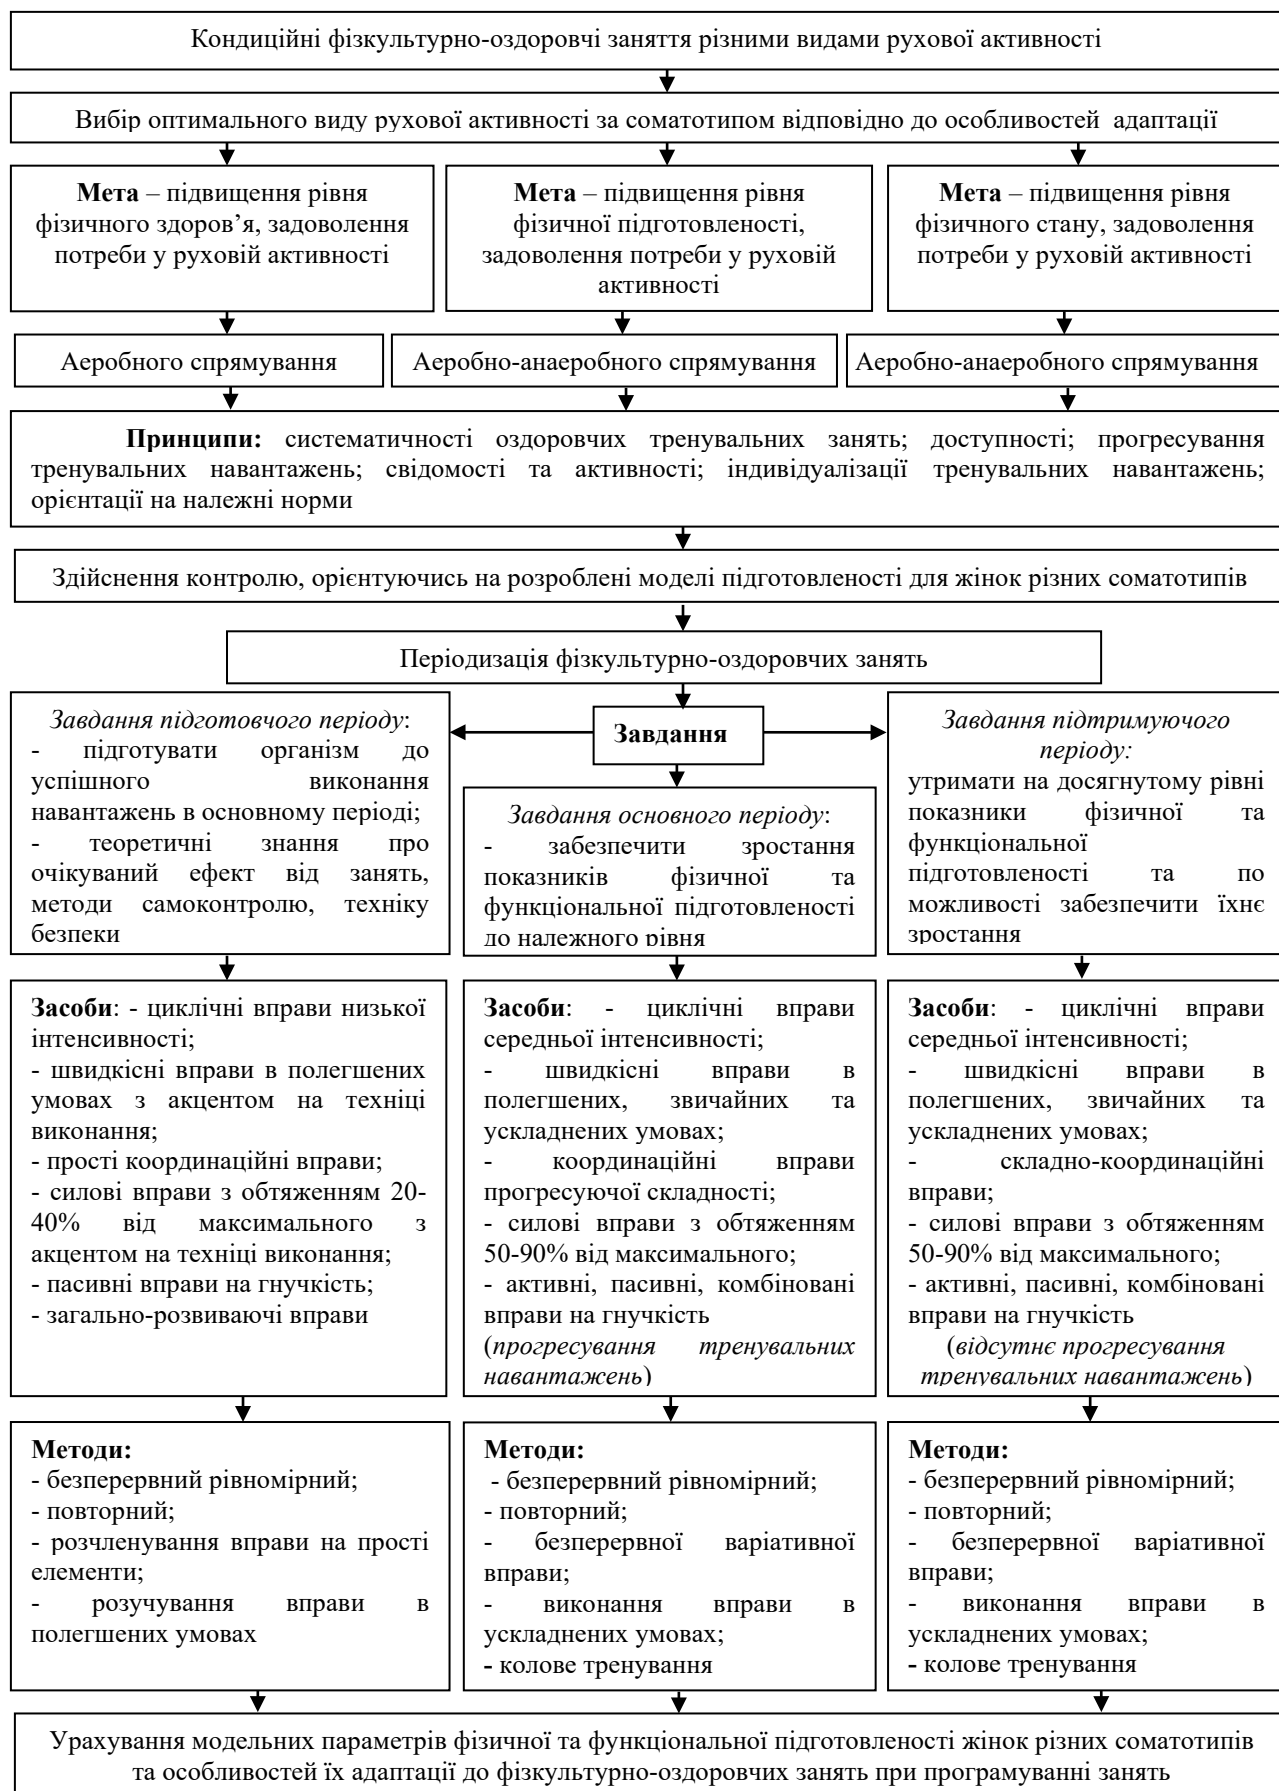 Кондиційні фізкультурно-оздоровчі заняття різними видами рухової активності
Вибір оптимального виду рухової активності за соматотипом відповідно до особливостей адаптації
Мета – підвищення рівня
фізичного здоров’я, задоволення
потреби у руховій активності
Мета – підвищення рівня
фізичної підготовленості,
задоволення потреби у руховій
активності
Мета – підвищення рівня
фізичного стану, задоволення
потреби у руховій активності
Аеробного спрямування
Аеробно-анаеробного спрямування
Аеробно-анаеробного спрямування
Принципи: систематичності оздоровчих тренувальних занять; доступності; прогресування
тренувальних навантажень; свідомості та активності; індивідуалізації тренувальних навантажень;
орієнтації на належні норми
Здійснення контролю, орієнтуючись на розроблені моделі підготовленості для жінок різних соматотипів
Періодизація фізкультурно-оздоровчих занять
Завдання підготовчого періоду:
- підготувати організм до
успішного виконання
навантажень в основному періоді;
- теоретичні знання про
очікуваний ефект від занять,
методи самоконтролю, техніку
безпеки
Завдання
Завдання основного періоду:
- забезпечити зростання
показників фізичної та
функціональної підготовленості
до належного рівня
Завдання підтримуючого
періоду:
утримати на досягнутому рівні
показники фізичної та
функціональної
підготовленості та по
можливості забезпечити їхнє
зростання
Засоби: - циклічні вправи низької
інтенсивності;
- швидкісні вправи в полегшених
умовах з акцентом на техніці
виконання;
- прості координаційні вправи;
- силові вправи з обтяженням 20-
40% від максимального з
акцентом на техніці виконання;
- пасивні вправи на гнучкість;
- загально-розвиваючі вправи
Засоби: - циклічні вправи
середньої інтенсивності;
- швидкісні вправи в
полегшених, звичайних та
ускладнених умовах;
- координаційні вправи
прогресуючої складності;
- силові вправи з обтяженням
50-90% від максимального;
- активні, пасивні, комбіновані
вправи на гнучкість
(прогресування тренувальних
навантажень)
Засоби: - циклічні вправи
середньої інтенсивності;
- швидкісні вправи в
полегшених, звичайних та
ускладнених умовах;
- складно-координаційні
вправи;
- силові вправи з обтяженням
50-90% від максимального;
- активні, пасивні, комбіновані
вправи на гнучкість
(відсутнє прогресування
тренувальних навантажень)
Методи:
- безперервний рівномірний;
- повторний;
- розчленування вправи на прості
елементи;
- розучування вправи в
полегшених умовах
Методи:
- безперервний рівномірний;
- повторний;
- безперервної варіативної
вправи;
- виконання вправи в
ускладнених умовах;
- колове тренування
Методи:
- безперервний рівномірний;
- повторний;
- безперервної варіативної
вправи;
- виконання вправи в
ускладнених умовах;
- колове тренування
Урахування модельних параметрів фізичної та функціональної підготовленості жінок різних соматотипів
та особливостей їх адаптації до фізкультурно-оздоровчих занять при програмуванні занять